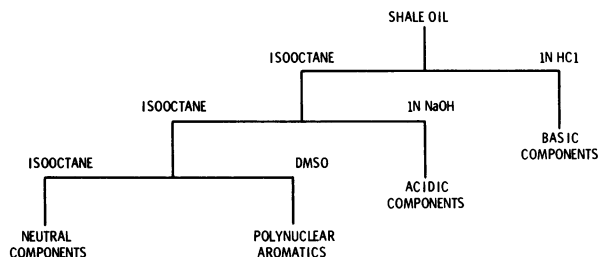 SHALE OIL
ISOOCTANE
1N HCl
ISOOCTANE
1N NaOH
BASIC
COMPONENTS
ISOOCTANE
DMSO
ACIDIC
COMPONENTS
NEUTRAL
COMPONENTS
POLYNUCLEAR
AROMATICS